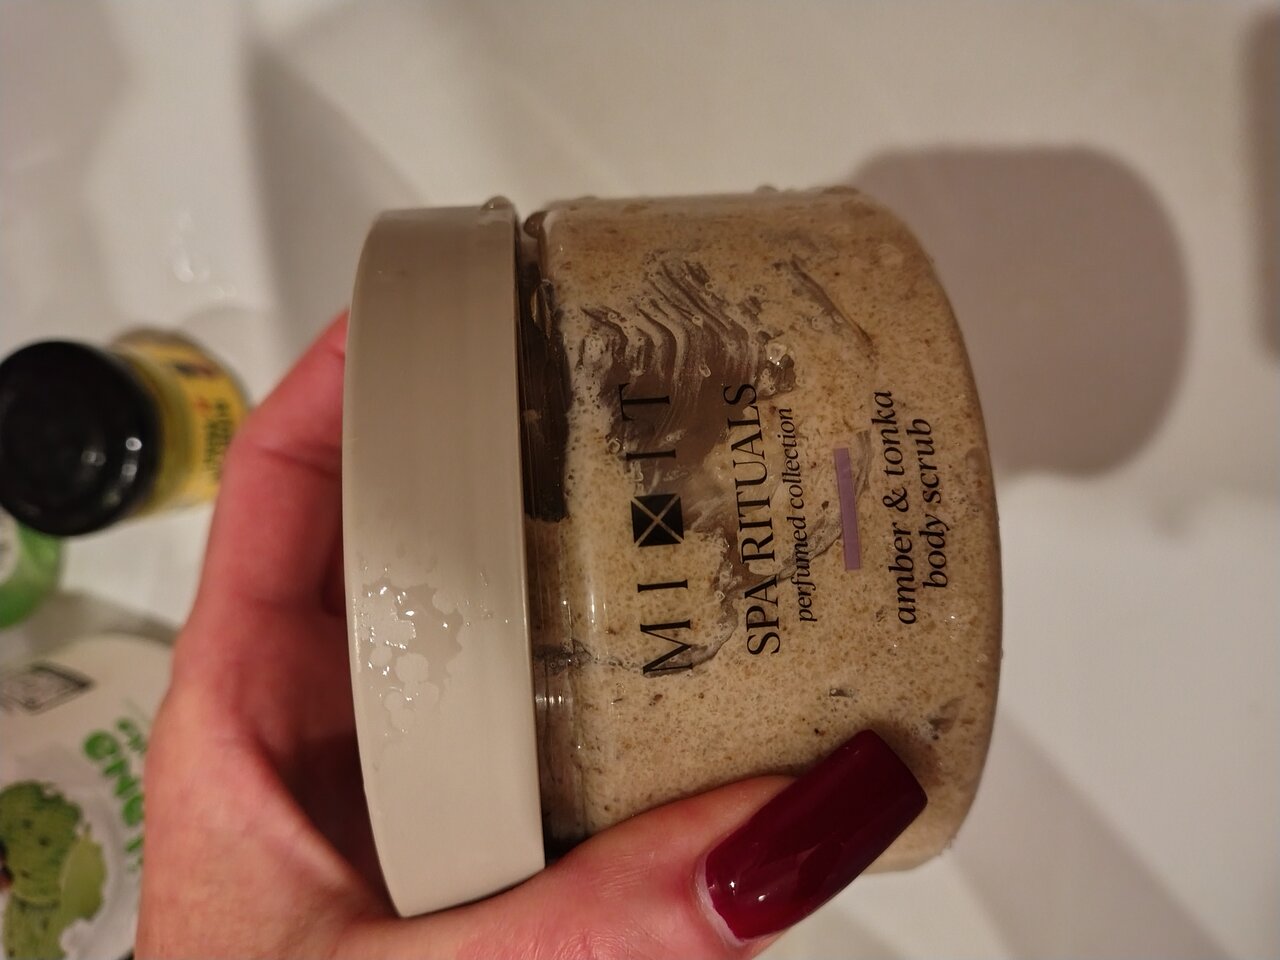 MIXIT
SPA RITUALS
perfumed collection
amber & tonka
body scrub